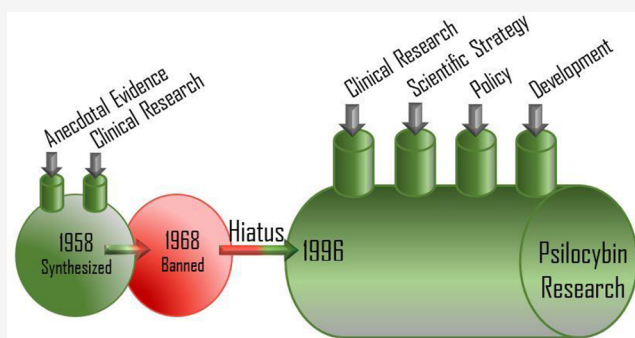 Anecdotal Evidence
Clinical Research
1958
Synthesized
1968
Banned
Hiatus
1996
Clinical Research
Scientific Strategy
Policy
Development
Psilocybin
Research